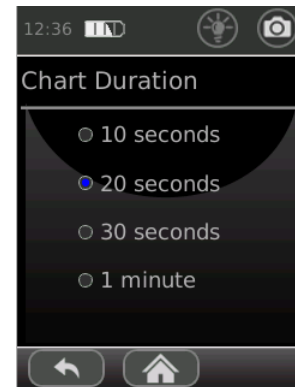 12:36
Chart Duration
10 seconds
20 seconds
30 seconds
1 minute